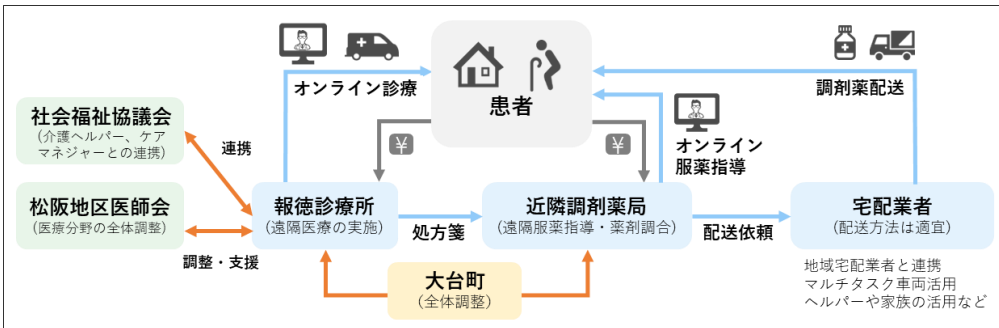 オンライン診療
患者
調剤薬配送
社会福祉協議会
(介護ヘルパー、ケア
マネジャーとの連携)
連携
¥
¥
オンライン
服薬指導
松阪地区医師会
(医療分野の全体調整)
調整・支援
報徳診療所
(遠隔医療の実施)
処方箋
近隣調剤薬局
(遠隔服薬指導・薬剤調合)
配送依頼
宅配業者
(配送方法は適宜)
大台町
(全体調整)
地域宅配業者と連携
マルチタスク車両活用
ヘルパーや家族の活用など